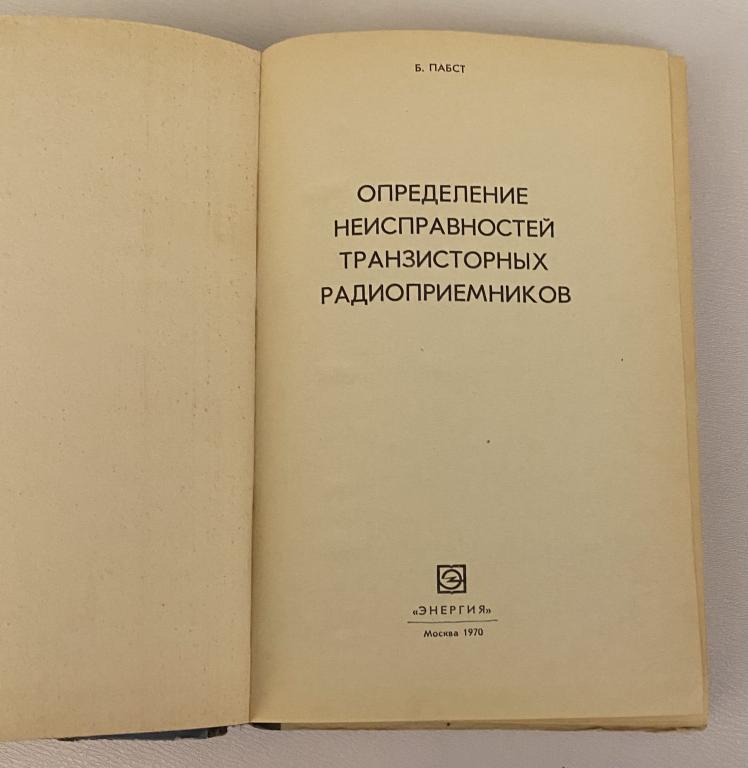 Б. ПАБСТ
ОПРЕДЕЛЕНИЕ
НЕИСПРАВНОСТЕЙ
ТРАНЗИСТОРНЫХ
РАДИОПРИЕМНИКОВ
«ЭНЕРГИЯ»
Москва 1970